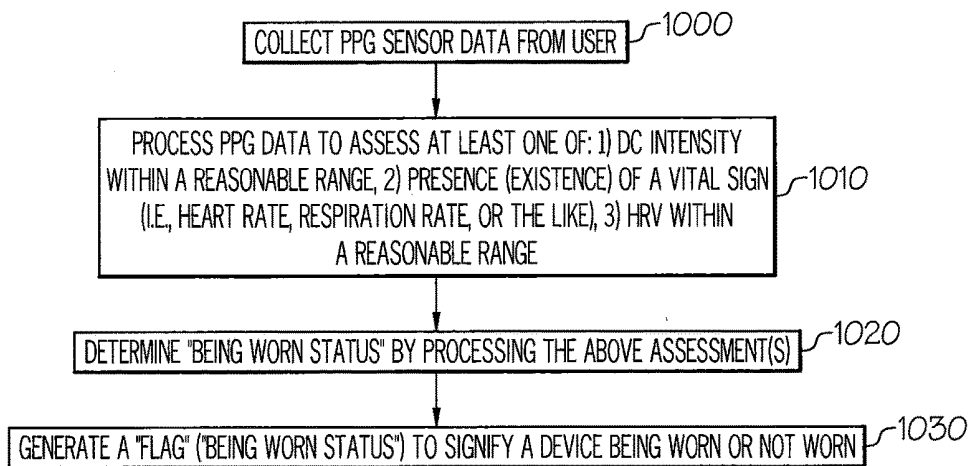 COLLECT PPG SENSOR DATA FROM USER 1000
PROCESS PPG DATA TO ASSESS AT LEAST ONE OF: 1) DC INTENSITY
WITHIN A REASONABLE RANGE, 2) PRESENCE (EXISTENCE) OF A VITAL SIGN
(I.E., HEART RATE, RESPIRATION RATE, OR THE LIKE), 3) HRV WITHIN
A REASONABLE RANGE
1010
DETERMINE "BEING WORN STATUS" BY PROCESSING THE ABOVE ASSESSMENT(S) 1020
GENERATE A "FLAG" ("BEING WORN STATUS") TO SIGNIFY A DEVICE BEING WORN OR NOT WORN 1030